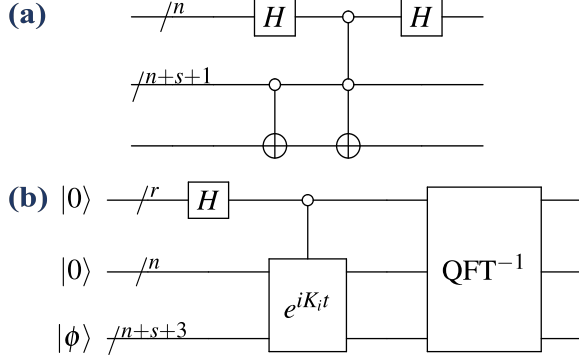 (a)
n
H
H
n+s+1
(b)
|0⟩
r
H
|0⟩
n
e^{iK_i t}
QFT^{-1}
|ϕ⟩
n+s+3